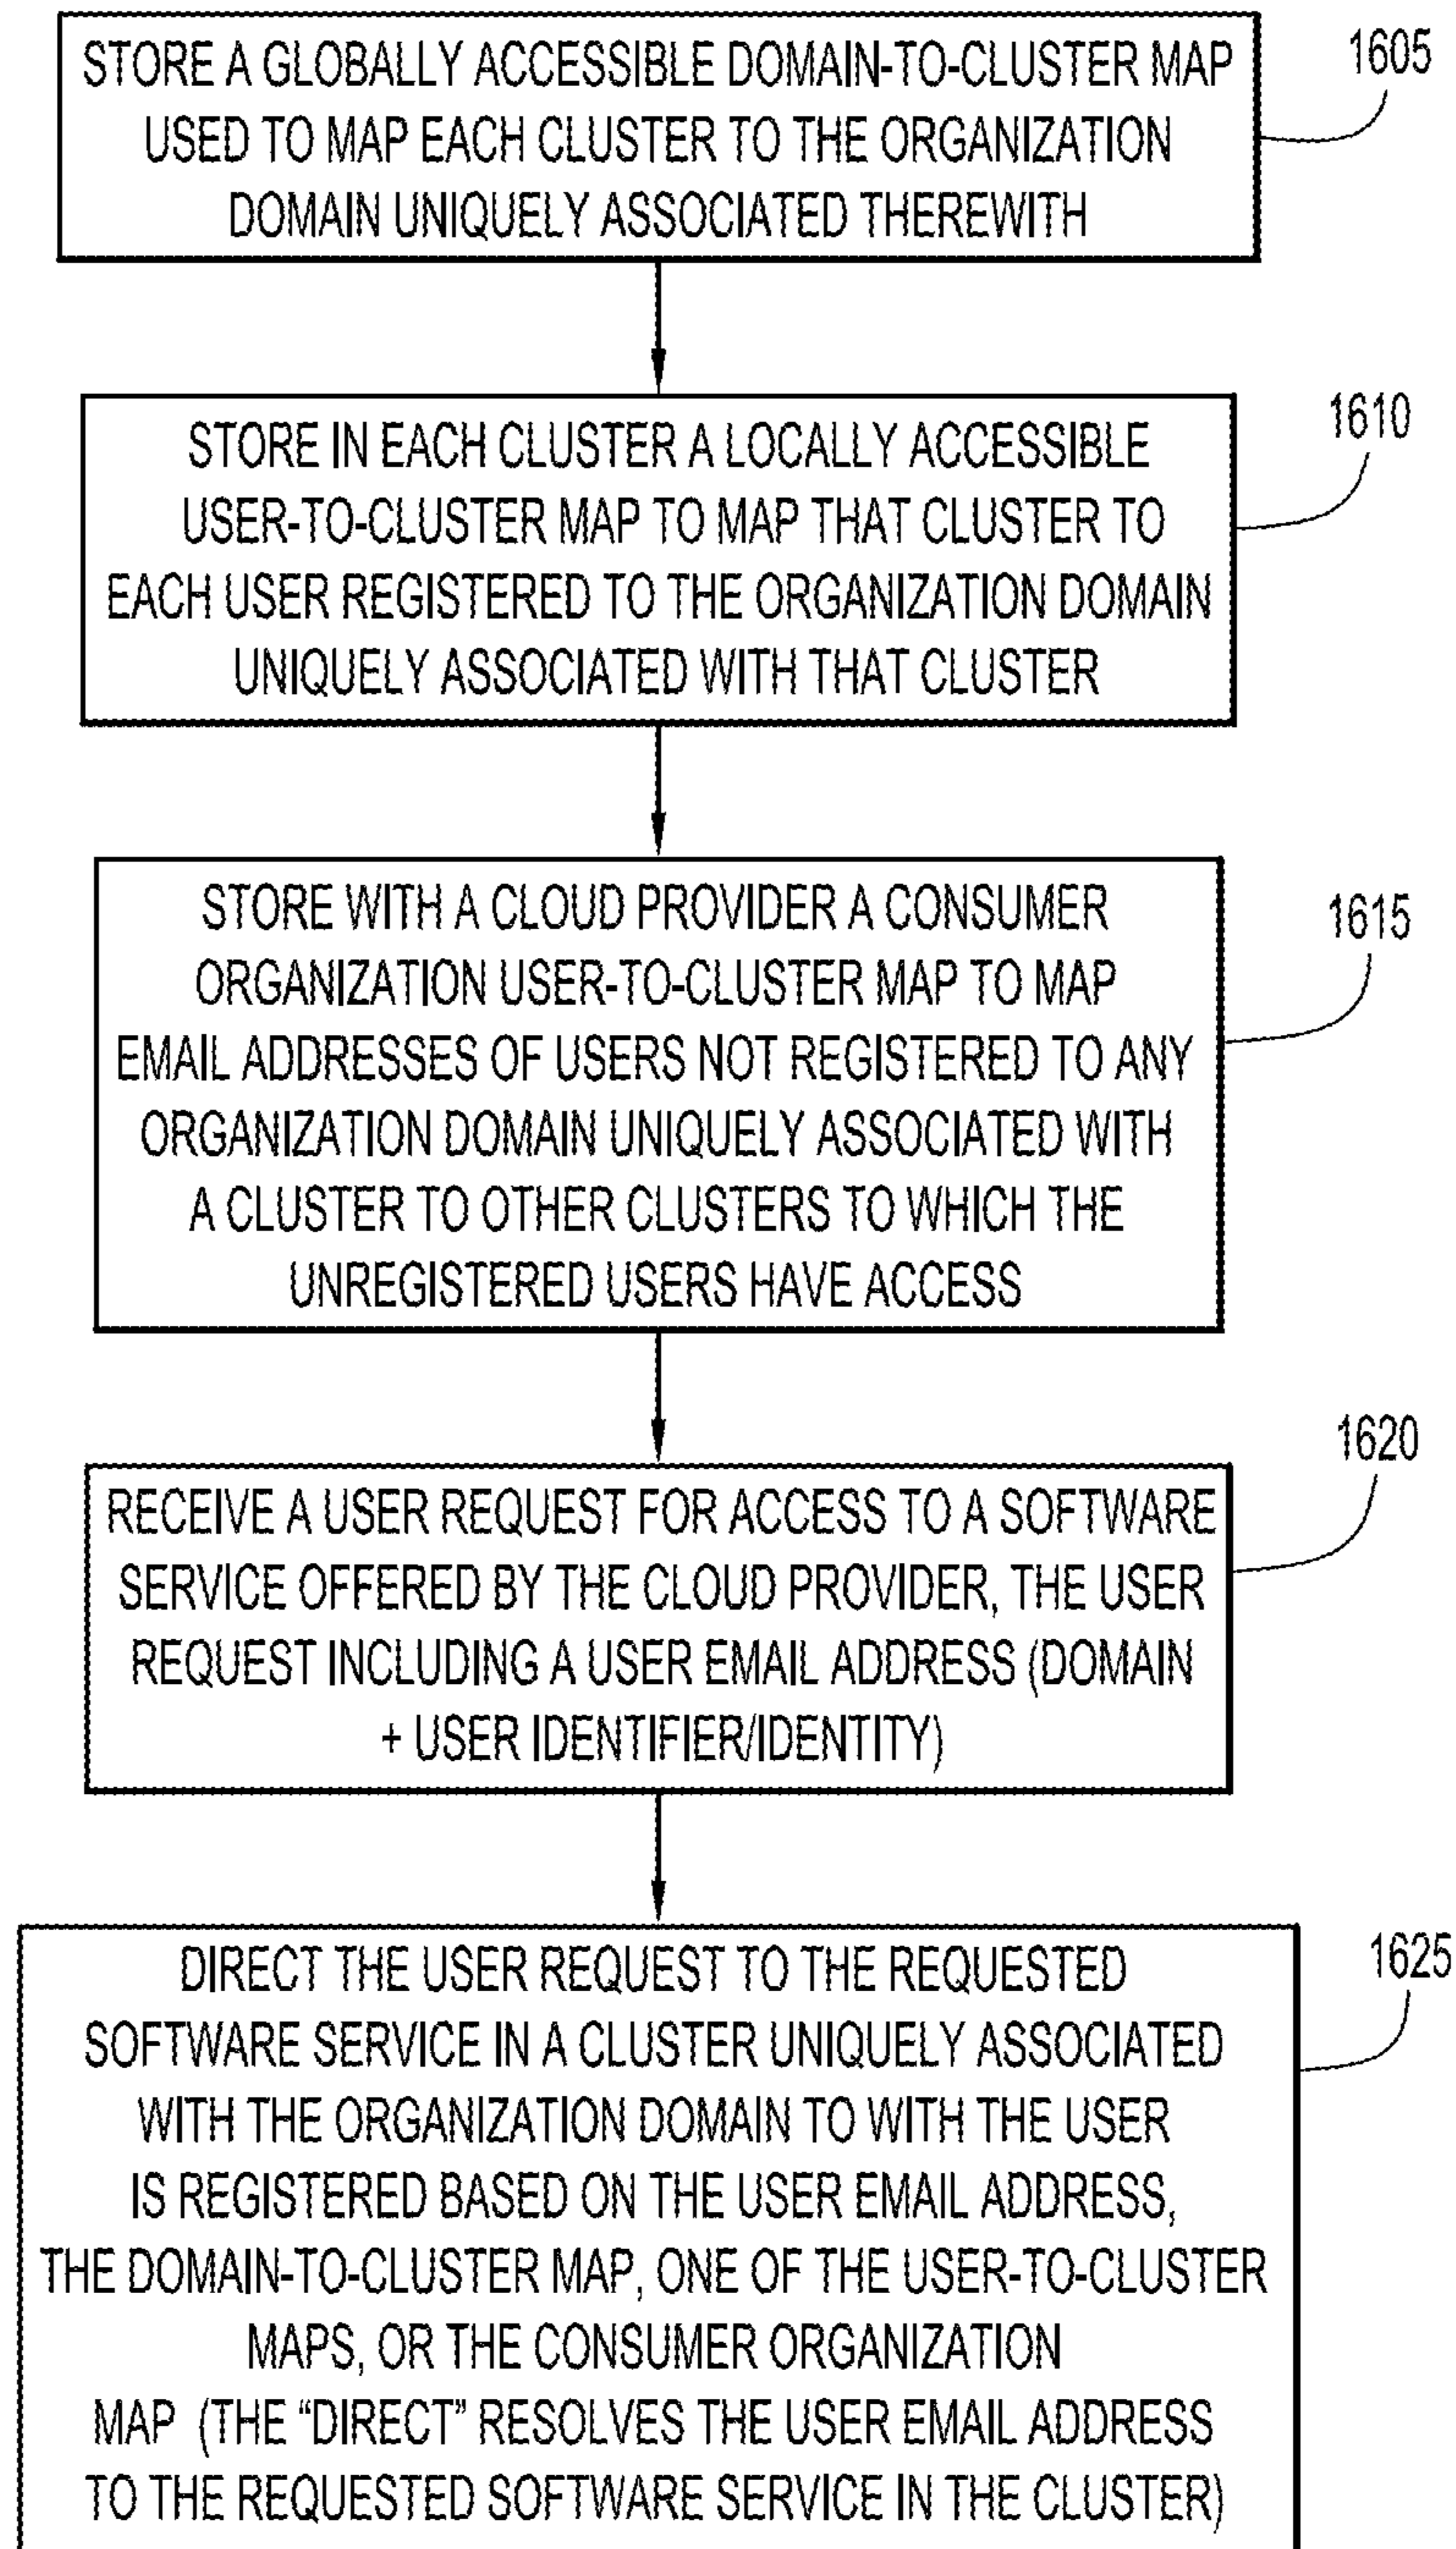 STORE A GLOBALLY ACCESSIBLE DOMAIN-TO-CLUSTER MAP
USED TO MAP EACH CLUSTER TO THE ORGANIZATION
DOMAIN UNIQUELY ASSOCIATED THEREWITH
1605
STORE IN EACH CLUSTER A LOCALLY ACCESSIBLE
USER-TO-CLUSTER MAP TO MAP THAT CLUSTER TO
EACH USER REGISTERED TO THE ORGANIZATION DOMAIN
UNIQUELY ASSOCIATED WITH THAT CLUSTER
1610
STORE WITH A CLOUD PROVIDER A CONSUMER
ORGANIZATION USER-TO-CLUSTER MAP TO MAP
EMAIL ADDRESSES OF USERS NOT REGISTERED TO ANY
ORGANIZATION DOMAIN UNIQUELY ASSOCIATED WITH
A CLUSTER TO OTHER CLUSTERS TO WHICH THE
UNREGISTERED USERS HAVE ACCESS
1615
RECEIVE A USER REQUEST FOR ACCESS TO A SOFTWARE
SERVICE OFFERED BY THE CLOUD PROVIDER, THE USER
REQUEST INCLUDING A USER EMAIL ADDRESS (DOMAIN
+ USER IDENTIFIER/IDENTITY)
1620
DIRECT THE USER REQUEST TO THE REQUESTED
SOFTWARE SERVICE IN A CLUSTER UNIQUELY ASSOCIATED
WITH THE ORGANIZATION DOMAIN TO WITH THE USER
IS REGISTERED BASED ON THE USER EMAIL ADDRESS,
THE DOMAIN-TO-CLUSTER MAP, ONE OF THE USER-TO-CLUSTER
MAPS, OR THE CONSUMER ORGANIZATION
MAP (THE “DIRECT” RESOLVES THE USER EMAIL ADDRESS
TO THE REQUESTED SOFTWARE SERVICE IN THE CLUSTER)
1625